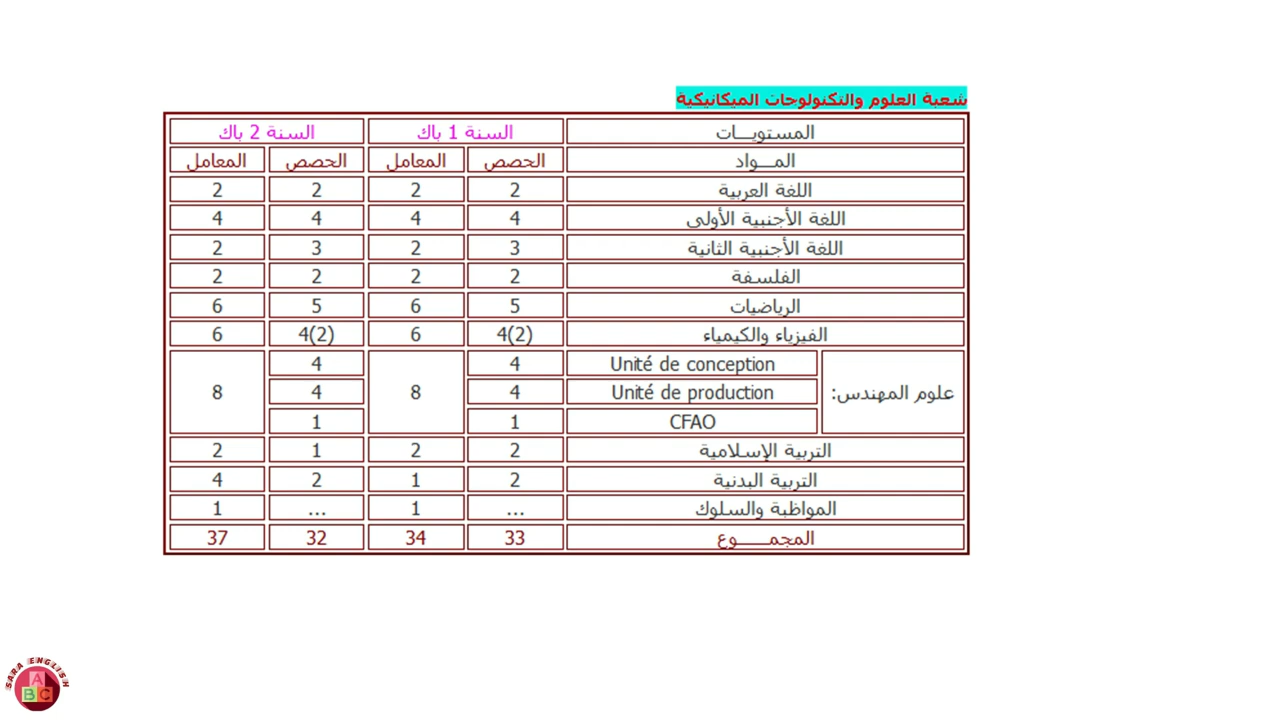 شعبة العلوم والتكنولوجات الميكانيكية
المستويـــات السنة 1 باك السنة 2 باك
المـــواد الحصص المعامل الحصص المعامل
اللغة العربية 2 2 2 2
اللغة الأجنبية الأولى 4 4 4 4
اللغة الأجنبية الثانية 3 2 3 2
الفلسفة 2 2 2 2
الرياضيات 5 6 5 6
الفيزياء والكيمياء 4(2) 6 4(2) 6
علوم المهندس: Unité de conception 4 8 4 8
Unité de production 4 4
CFAO 1 1
التربية الإسلامية 2 2 1 2
التربية البدنية 2 1 2 4
المواظبة والسلوك ... 1 ... 1
المجمــــــوع 33 34 32 37
SARA ENGLISH
A
B C